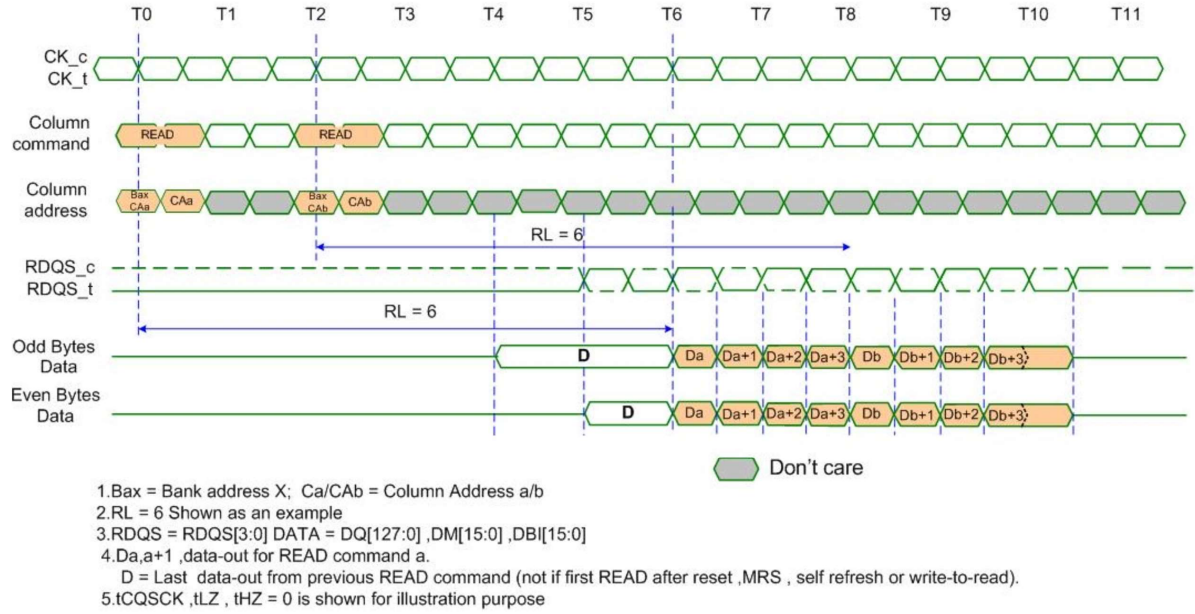 T0 T1 T2 T3 T4 T5 T6 T7 T8 T9 T10 T11
CK_c
CK_t
Column
command
READ READ
Column
address
Bax
CAa
CAa
Bax
CAb
CAb
RL = 6
RDQS_c
RDQS_t
RL = 6
Odd Bytes
Data
D Da Da+1 Da+2 Da+3 Db Db+1 Db+2 Db+3
Even Bytes
Data
D Da Da+1 Da+2 Da+3 Db Db+1 Db+2 Db+3
Don't care
1.Bax = Bank address X; Ca/CAb = Column Address a/b
2.RL = 6 Shown as an example
3.RDQS = RDQS[3:0] DATA = DQ[127:0] ,DM[15:0] ,DBI[15:0]
4.Da,a+1 ,data-out for READ command a.
D = Last data-out from previous READ command (not if first READ after reset ,MRS , self refresh or write-to-read).
5.tCQSCK ,tLZ , tHZ = 0 is shown for illustration purpose